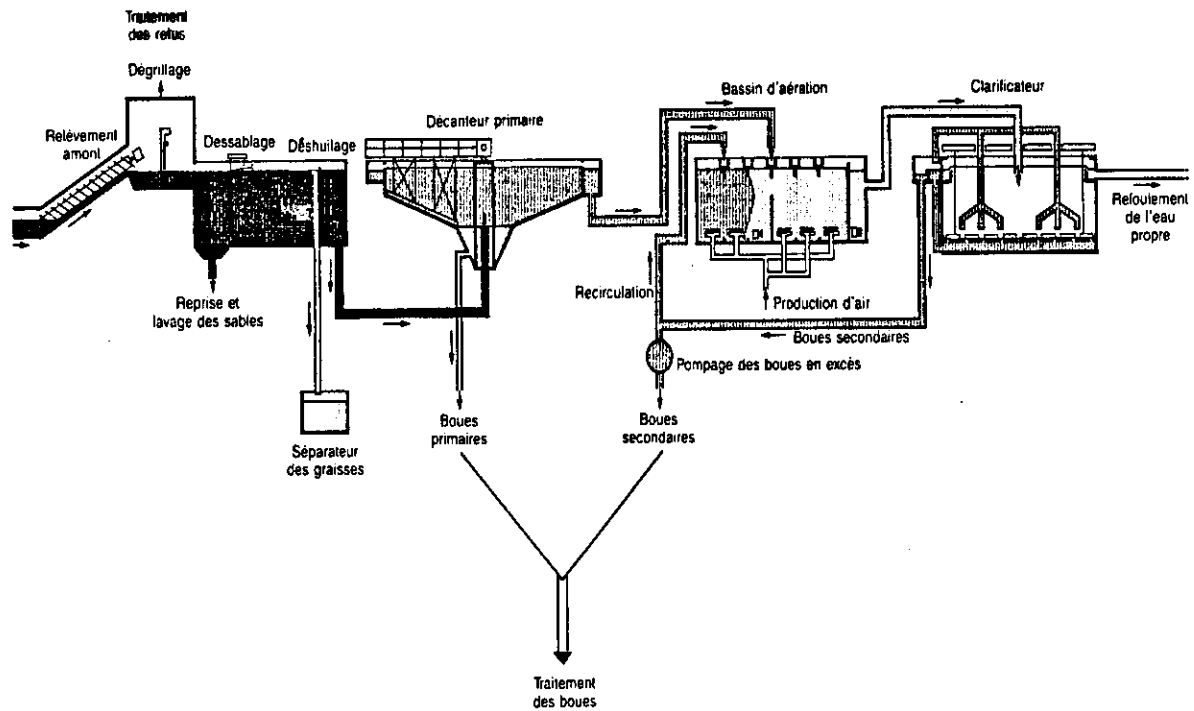 Traitement
des refus
Dégrillage
Relèvement
amont
Dessablage
Déshuilage
Décanteur primaire
Bassin d'aération
Clarificateur
Refoulement
de l'eau
propre
Reprise et
lavage des sables
Recirculation
Production d'air
Boues secondaires
Pompage des boues en excès
Séparateur
des graisses
Boues
primaires
Boues
secondaires
Traitement
des boues